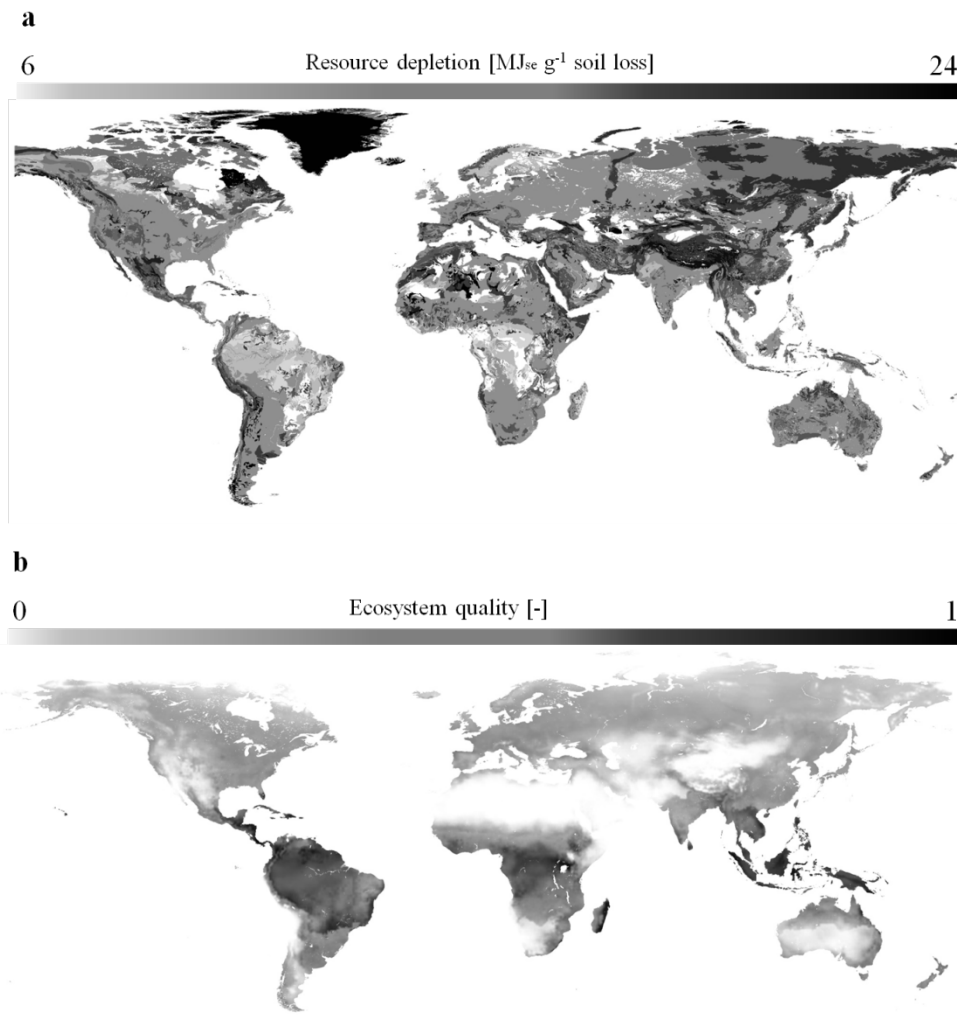 a
Resource depletion [MJse g-1 soil loss]
6 24
b
Ecosystem quality [-]
0 1